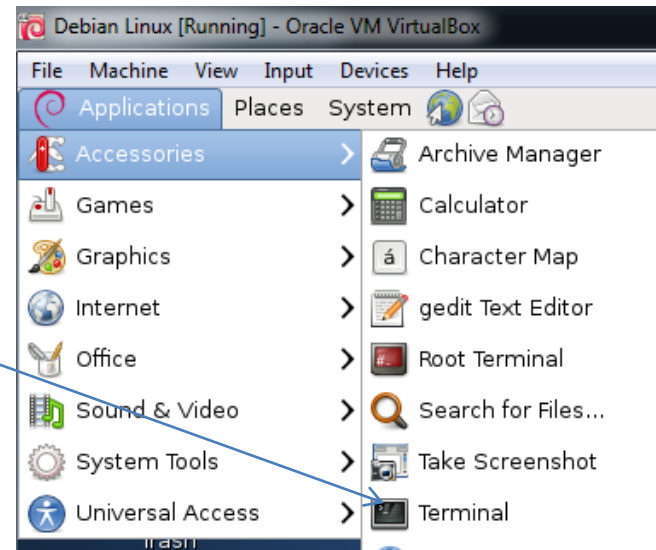 Debian Linux [Running] - Oracle VM VirtualBox
File Machine View Input Devices Help
Applications Places System
Accessories
Games
Graphics
Internet
Office
Sound & Video
System Tools
Universal Access
Trash
Archive Manager
Calculator
á Character Map
gedit Text Editor
Root Terminal
Search for Files...
Take Screenshot
Terminal